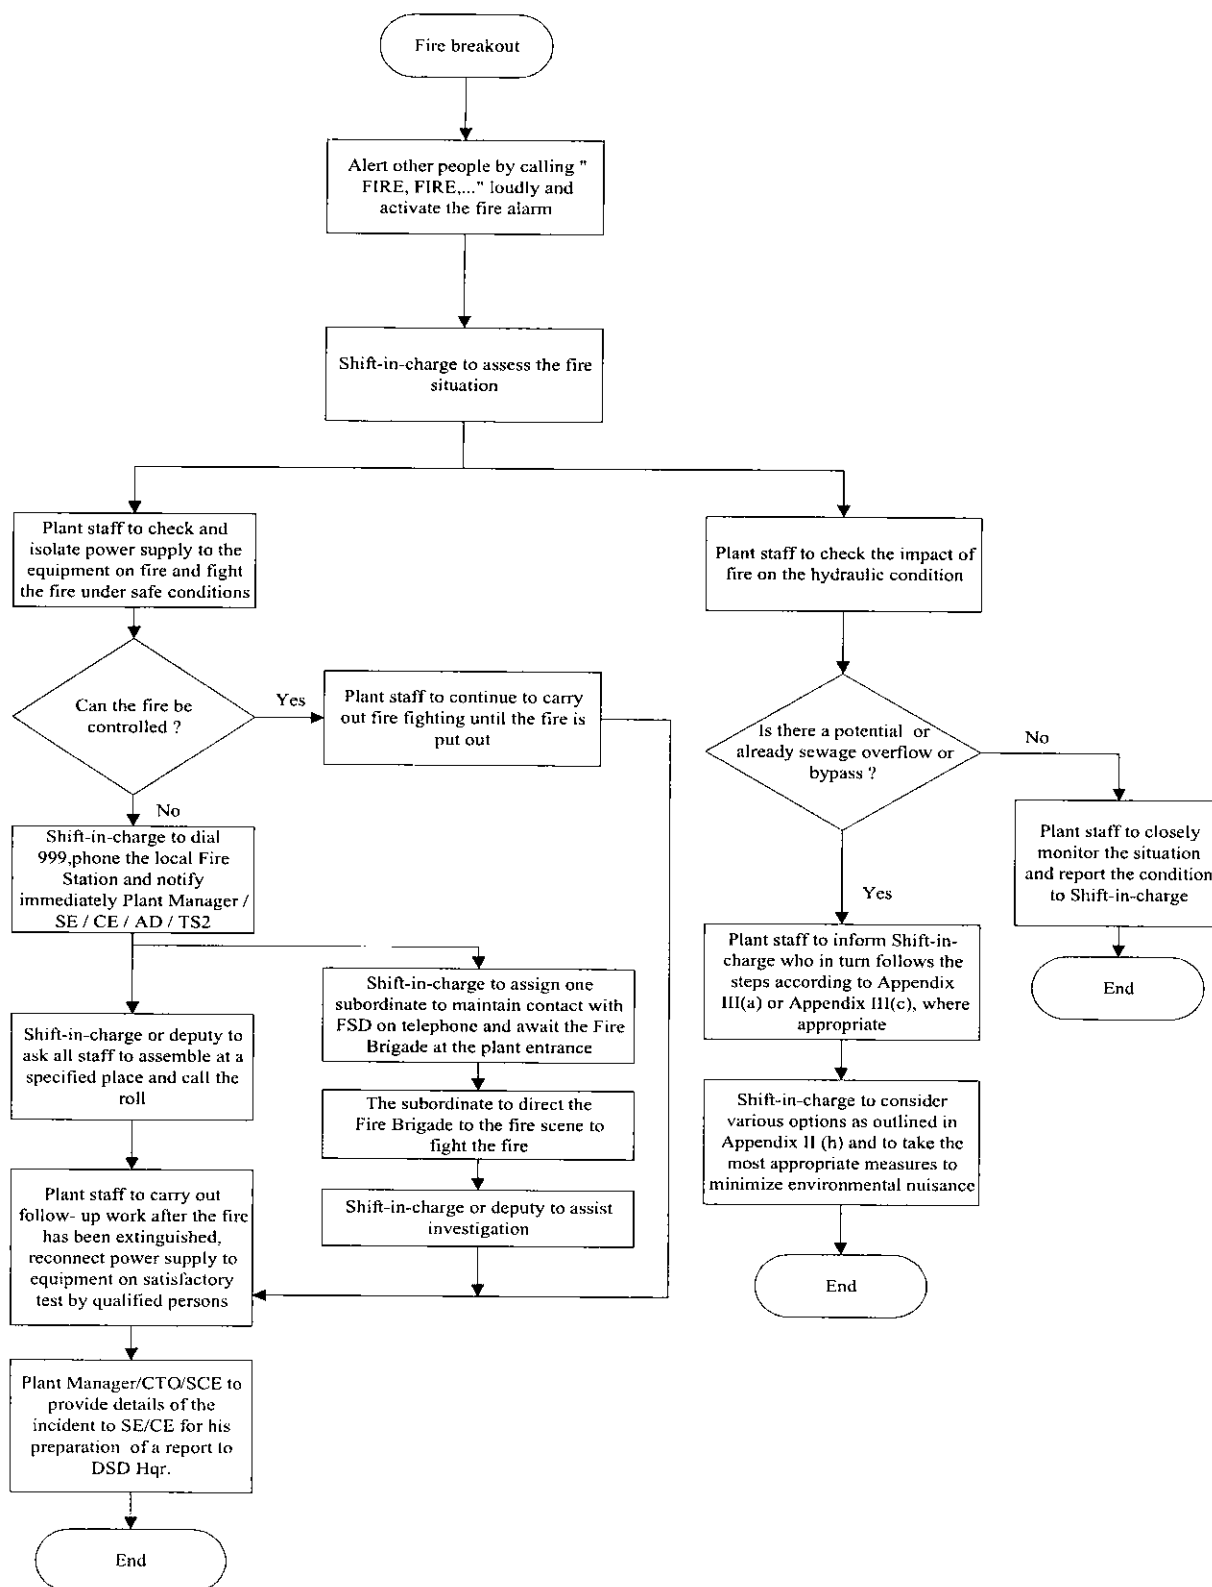 Fire breakout
Alert other people by calling "
FIRE, FIRE,..." loudly and
activate the fire alarm
Shift-in-charge to assess the fire
situation
Plant staff to check and
isolate power supply to the
equipment on fire and fight
the fire under safe conditions
Plant staff to check the impact of
fire on the hydraulic condition
Can the fire be
controlled ?
Yes
Plant staff to continue to carry
out fire fighting until the fire is
put out
Is there a potential or
already sewage overflow or
bypass ?
No
No
Shift-in-charge to dial
999,phone the local Fire
Station and notify
immediately Plant Manager /
SE / CE / AD / TS2
Plant staff to closely
monitor the situation
and report the condition
to Shift-in-charge
Yes
Plant staff to inform Shift-in-
charge who in turn follows the
steps according to Appendix
III(a) or Appendix III(c), where
appropriate
End
Shift-in-charge to assign one
subordinate to maintain contact with
FSD on telephone and await the Fire
Brigade at the plant entrance
Shift-in-charge or deputy to
ask all staff to assemble at a
specified place and call the
roll
The subordinate to direct the
Fire Brigade to the fire scene to
fight the fire
Shift-in-charge to consider
various options as outlined in
Appendix II (h) and to take the
most appropriate measures to
minimize environmental nuisance
Plant staff to carry out
follow- up work after the fire
has been extinguished,
reconnect power supply to
equipment on satisfactory
test by qualified persons
Shift-in-charge or deputy to assist
investigation
End
Plant Manager/CTO/SCE to
provide details of the
incident to SE/CE for his
preparation of a report to
DSD Hqr.
End